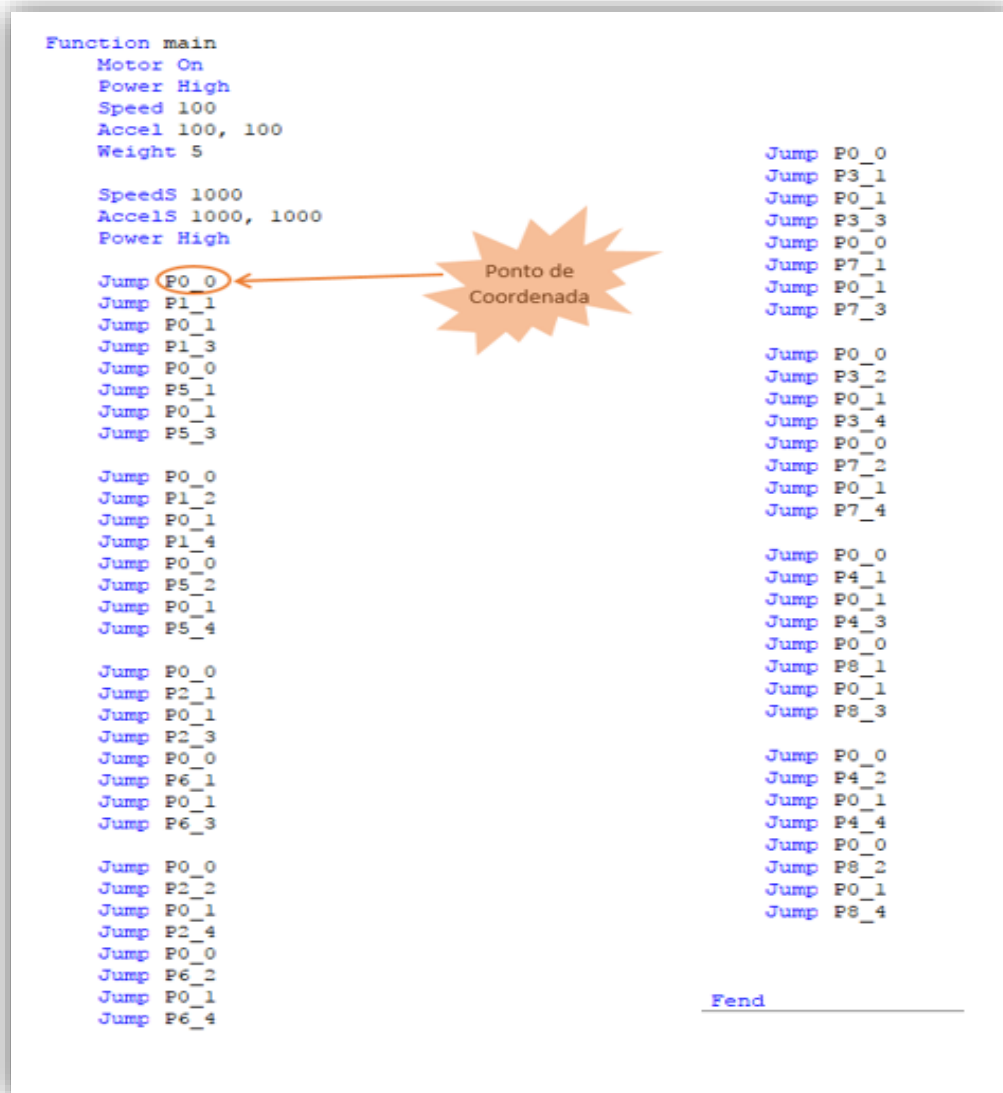 Function main
Motor On
Power High
Speed 100
Accel 100, 100
Weight 5
SpeedS 1000
AccelS 1000, 1000
Power High
Jump P0_0
Jump P1_1
Jump P0_1
Jump P1_3
Jump P0_0
Jump P5_1
Jump P0_1
Jump P5_3
Jump P0_0
Jump P1_2
Jump P0_1
Jump P1_4
Jump P0_0
Jump P5_2
Jump P0_1
Jump P5_4
Jump P0_0
Jump P2_1
Jump P0_1
Jump P2_3
Jump P0_0
Jump P6_1
Jump P0_1
Jump P6_3
Jump P0_0
Jump P2_2
Jump P0_1
Jump P2_4
Jump P0_0
Jump P6_2
Jump P0_1
Jump P6_4
Ponto de
Coordenada
Jump P0_0
Jump P3_1
Jump P0_1
Jump P3_3
Jump P0_0
Jump P7_1
Jump P0_1
Jump P7_3
Jump P0_0
Jump P3_2
Jump P0_1
Jump P3_4
Jump P0_0
Jump P7_2
Jump P0_1
Jump P7_4
Jump P0_0
Jump P4_1
Jump P0_1
Jump P4_3
Jump P0_0
Jump P8_1
Jump P0_1
Jump P8_3
Jump P0_0
Jump P4_2
Jump P0_1
Jump P4_4
Jump P0_0
Jump P8_2
Jump P0_1
Jump P8_4
Fend